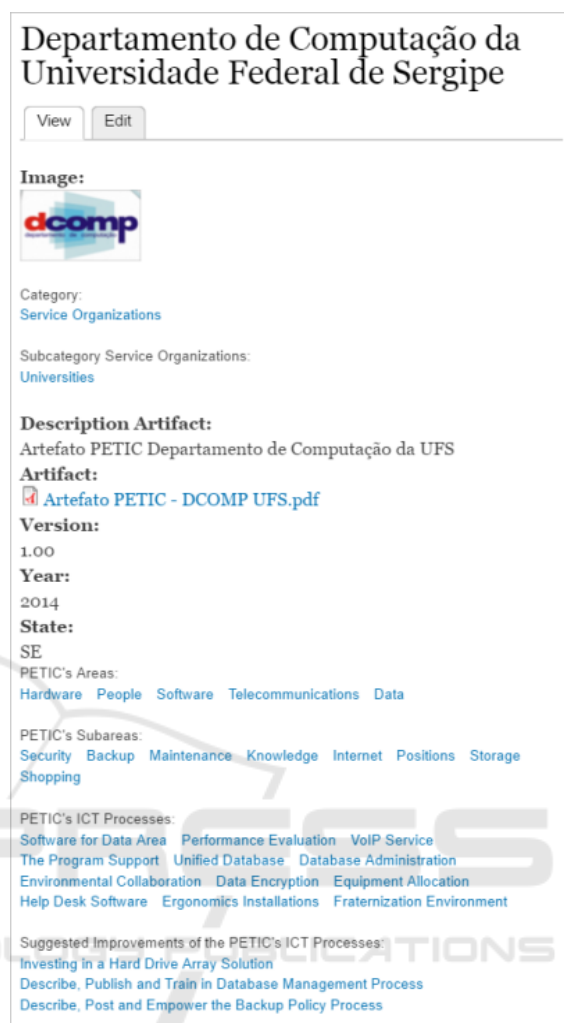 Departamento de Computação da
Universidade Federal de Sergipe
View Edit
Image:
dcomp
departamento de computação
Category:
Service Organizations
Subcategory Service Organizations:
Universities
Description Artifact:
Artefato PETIC Departamento de Computação da UFS
Artifact:
Artefato PETIC - DCOMP UFS.pdf
Version:
1.00
Year:
2014
State:
SE
PETIC's Areas:
Hardware People Software Telecommunications Data
PETIC's Subareas:
Security Backup Maintenance Knowledge Internet Positions Storage
Shopping
PETIC's ICT Processes:
Software for Data Area Performance Evaluation VoIP Service
The Program Support Unified Database Database Administration
Environmental Collaboration Data Encryption Equipment Allocation
Help Desk Software Ergonomics Installations Fraternization Environment
Suggested Improvements of the PETIC's ICT Processes:
Investing in a Hard Drive Array Solution
Describe, Publish and Train in Database Management Process
Describe, Post and Empower the Backup Policy Process